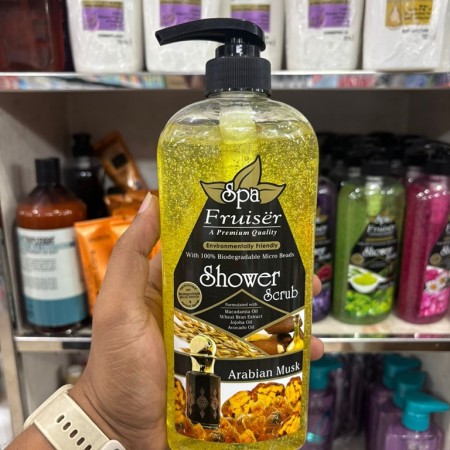 Spa
Fruisër
A Premium Quality
Environmentally Friendly
With 100% Biodegradable Micro Beads
Shower
Scrub
Formulated with
Macadamia Oil
Wheat Bran Extract
Jojoba Oil
Avocado Oil
Arabian Musk
Fruiser